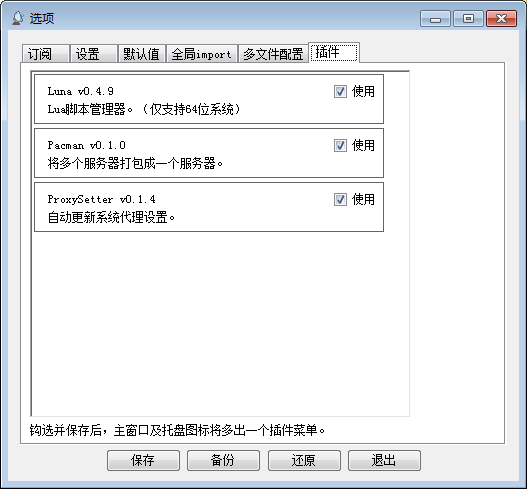 选项
订阅 设置 默认值 全局import 多文件配置 插件
Luna v0.4.9 使用
Lua脚本管理器。（仅支持64位系统）
Pacman v0.1.0 使用
将多个服务器打包成一个服务器。
ProxySetter v0.1.4 使用
自动更新系统代理设置。
钩选并保存后，主窗口及托盘图标将多出一个插件菜单。
保存 备份 还原 退出